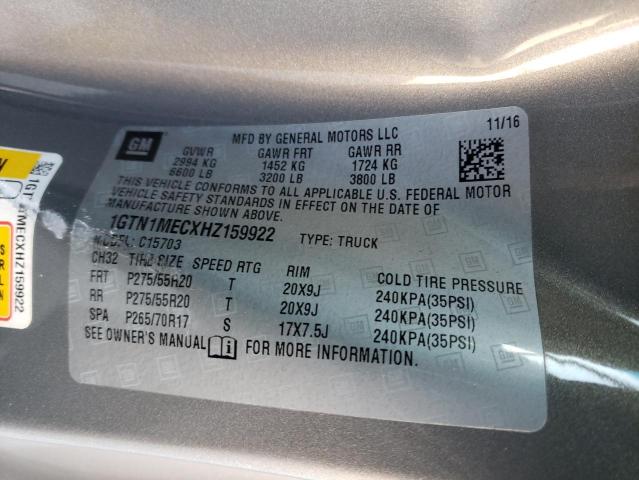 GM
MFD BY GENERAL MOTORS LLC 11/16
GVWR GAWR FRT GAWR RR
2994 KG 1452 KG 1724 KG
6600 LB 3200 LB 3800 LB
THIS VEHICLE CONFORMS TO ALL APPLICABLE U.S. FEDERAL MOTOR
VEHICLE SAFETY STANDARDS IN EFFECT ON THE DATE OF
MANUFACTURE SHOWN ABOVE.
1GTN1MECXHZ159922 TYPE: TRUCK
MODEL: C15703
CH32 TIRE SIZE SPEED RTG RIM COLD TIRE PRESSURE
FRT P275/55R20 T 20X9J 240KPA(35PSI)
RR P275/55R20 T 20X9J 240KPA(35PSI)
SPA P265/70R17 S 17X7.5J 240KPA(35PSI)
SEE OWNER'S MANUAL FOR MORE INFORMATION.